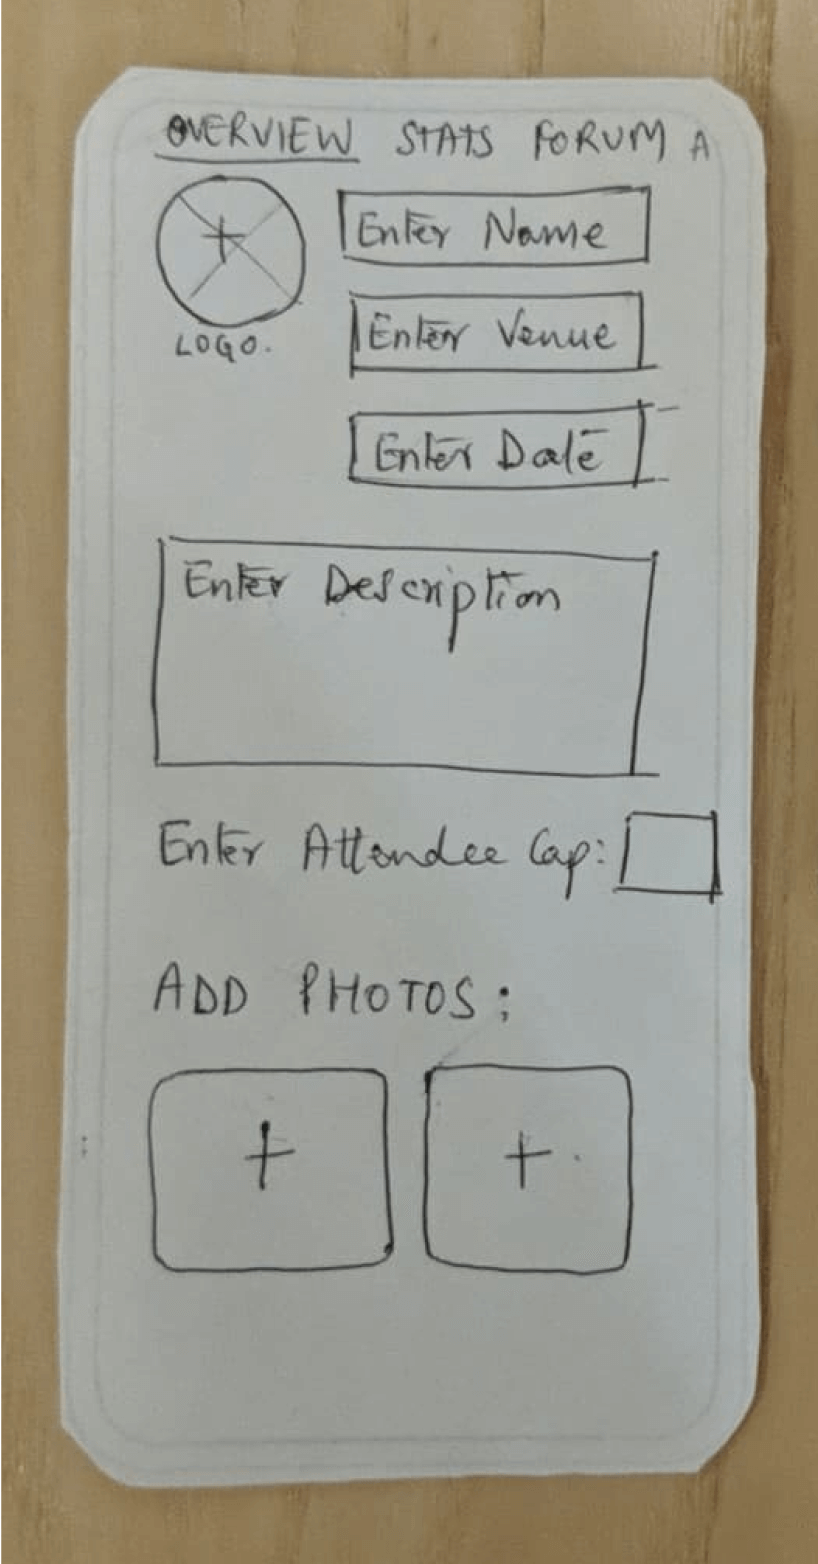 OVERVIEW STATS FORUM A
+
Enter Name
LOGO.
Enter Venue
Enter Date
Enter Description
Enter Attendee Cap:
ADD PHOTOS:
+ +